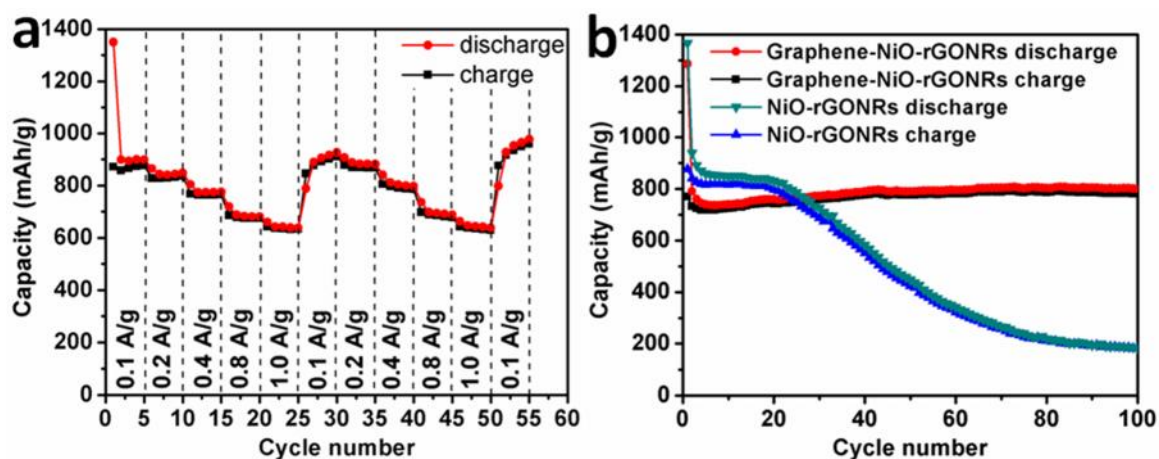 a
1400
1200
1000
800
600
400
200
0
Capacity (mAh/g)
discharge
charge
0.1 A/g
0.2 A/g
0.4 A/g
0.8 A/g
1.0 A/g
0.1 A/g
0.2 A/g
0.4 A/g
0.8 A/g
1.0 A/g
0.1 A/g
0 5 10 15 20 25 30 35 40 45 50 55 60
Cycle number
b
1400
1200
1000
800
600
400
200
0
Capacity (mAh/g)
Graphene-NiO-rGONRs discharge
Graphene-NiO-rGONRs charge
NiO-rGONRs discharge
NiO-rGONRs charge
0 20 40 60 80 100
Cycle number